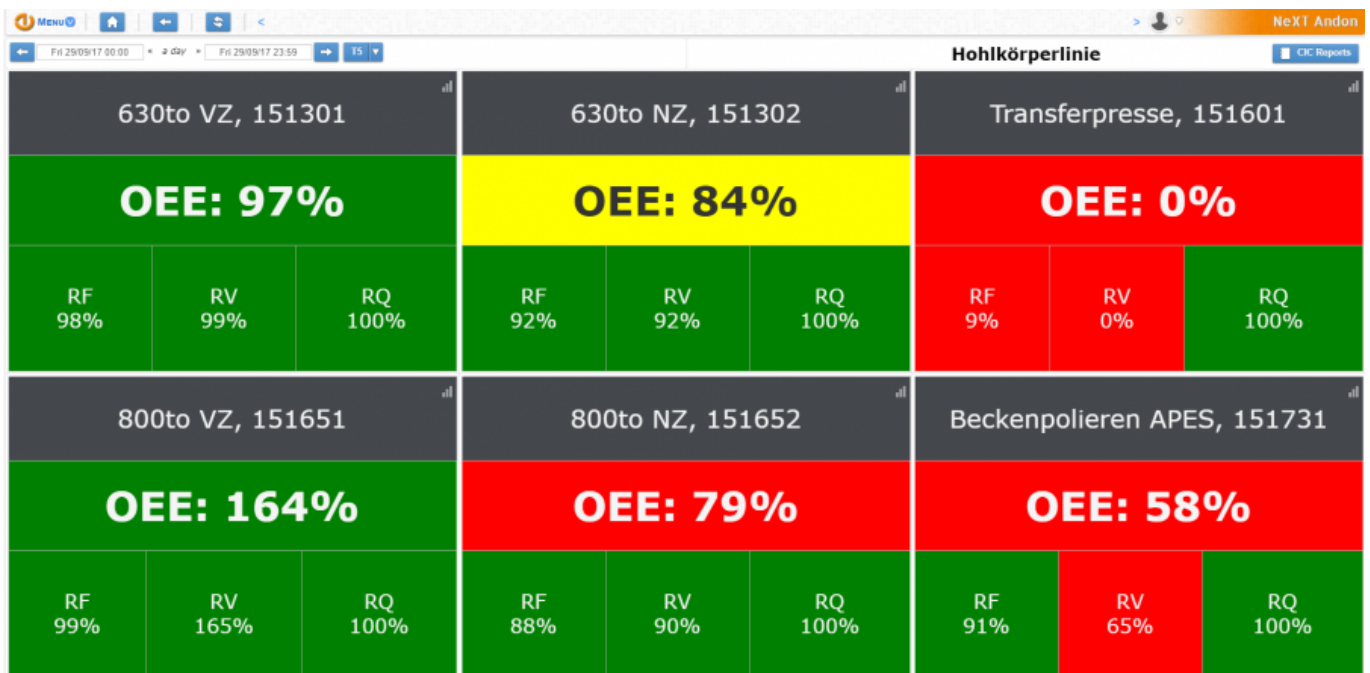 MENU NeXT Andon
Fri 29/09/17 00:00 « a day » Fri 29/09/17 23:59 T5 Hohlkörperlinie CIC Reports
630to VZ, 151301
OEE: 97%
RF RV RQ
98% 99% 100%
630to NZ, 151302
OEE: 84%
RF RV RQ
92% 92% 100%
Transferpresse, 151601
OEE: 0%
RF RV RQ
9% 0% 100%
800to VZ, 151651
OEE: 164%
RF RV RQ
99% 165% 100%
800to NZ, 151652
OEE: 79%
RF RV RQ
88% 90% 100%
Beckenpolieren APES, 151731
OEE: 58%
RF RV RQ
91% 65% 100%